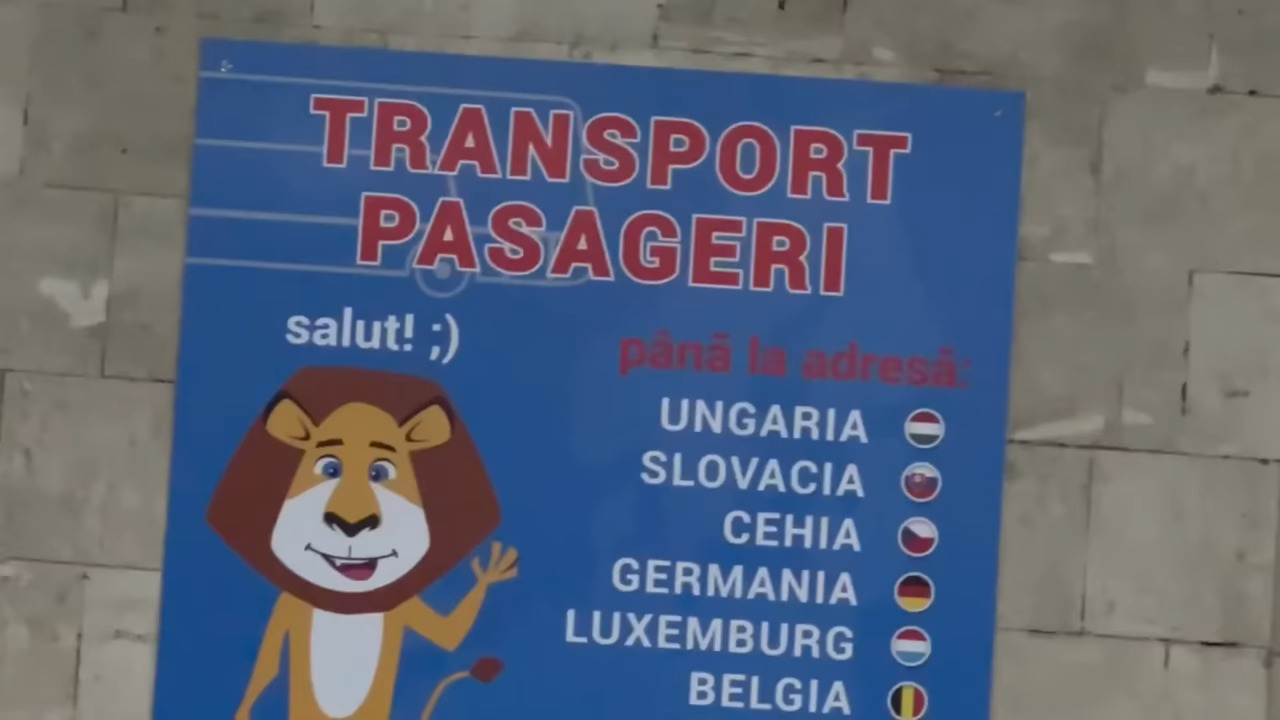 TRANSPORT
PASAGERI
salut! ;)
până la adresă:
UNGARIA
SLOVACIA
CEHIA
GERMANIA
LUXEMBURG
BELGIA